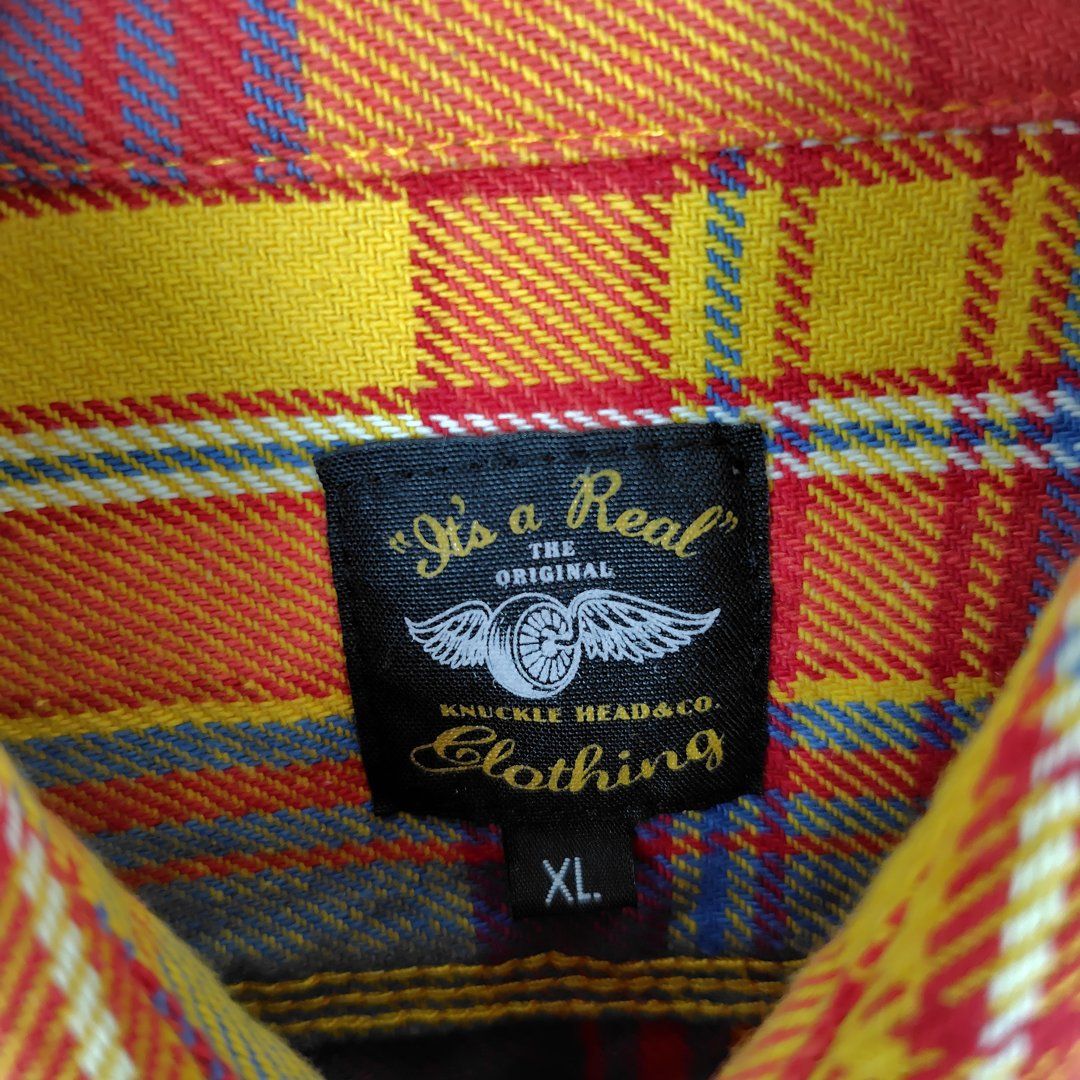 "It's a Real"
THE
ORIGINAL
KNUCKLE HEAD & CO.
Clothing
XL.